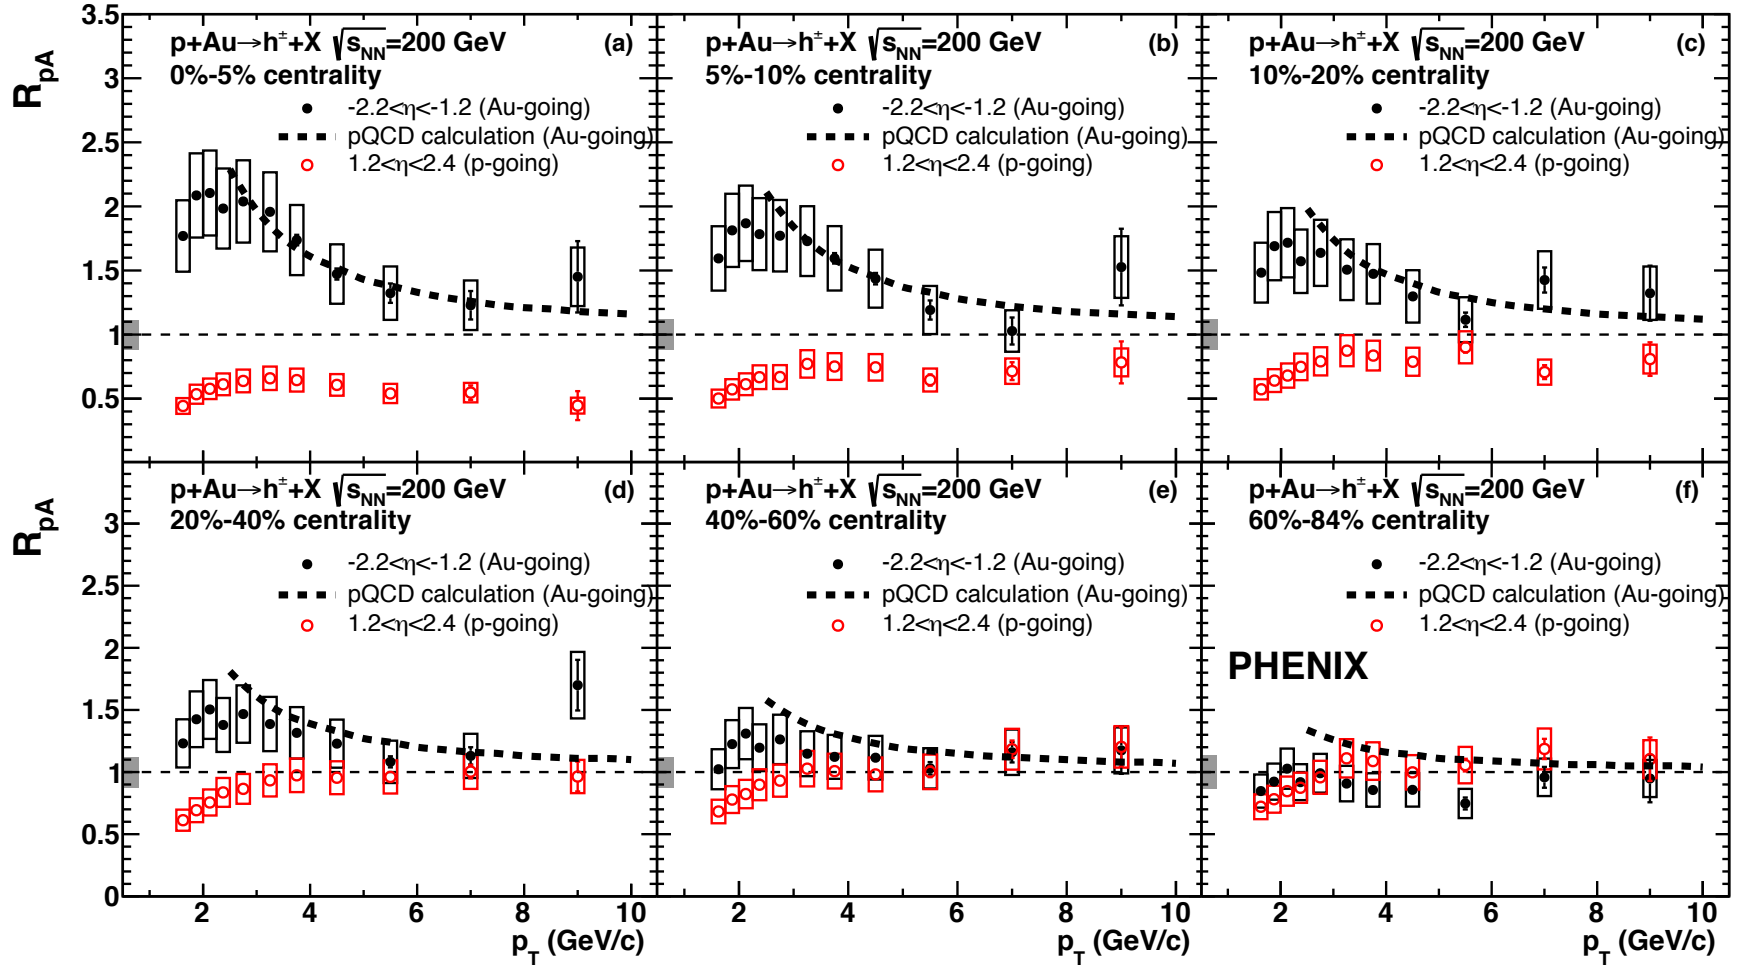 R_pA
3.5
3
2.5
2
1.5
1
0.5
p+Au→h±+X √s_NN=200 GeV (a)
0%-5% centrality
-2.2<η<-1.2 (Au-going)
pQCD calculation (Au-going)
1.2<η<2.4 (p-going)
p+Au→h±+X √s_NN=200 GeV (b)
5%-10% centrality
-2.2<η<-1.2 (Au-going)
pQCD calculation (Au-going)
1.2<η<2.4 (p-going)
p+Au→h±+X √s_NN=200 GeV (c)
10%-20% centrality
-2.2<η<-1.2 (Au-going)
pQCD calculation (Au-going)
1.2<η<2.4 (p-going)
R_pA
3
2.5
2
1.5
1
0.5
0
p+Au→h±+X √s_NN=200 GeV (d)
20%-40% centrality
-2.2<η<-1.2 (Au-going)
pQCD calculation (Au-going)
1.2<η<2.4 (p-going)
2 4 6 8 10
p_T (GeV/c)
p+Au→h±+X √s_NN=200 GeV (e)
40%-60% centrality
-2.2<η<-1.2 (Au-going)
pQCD calculation (Au-going)
1.2<η<2.4 (p-going)
2 4 6 8 10
p_T (GeV/c)
p+Au→h±+X √s_NN=200 GeV (f)
60%-84% centrality
-2.2<η<-1.2 (Au-going)
pQCD calculation (Au-going)
1.2<η<2.4 (p-going)
PHENIX
2 4 6 8 10
p_T (GeV/c)